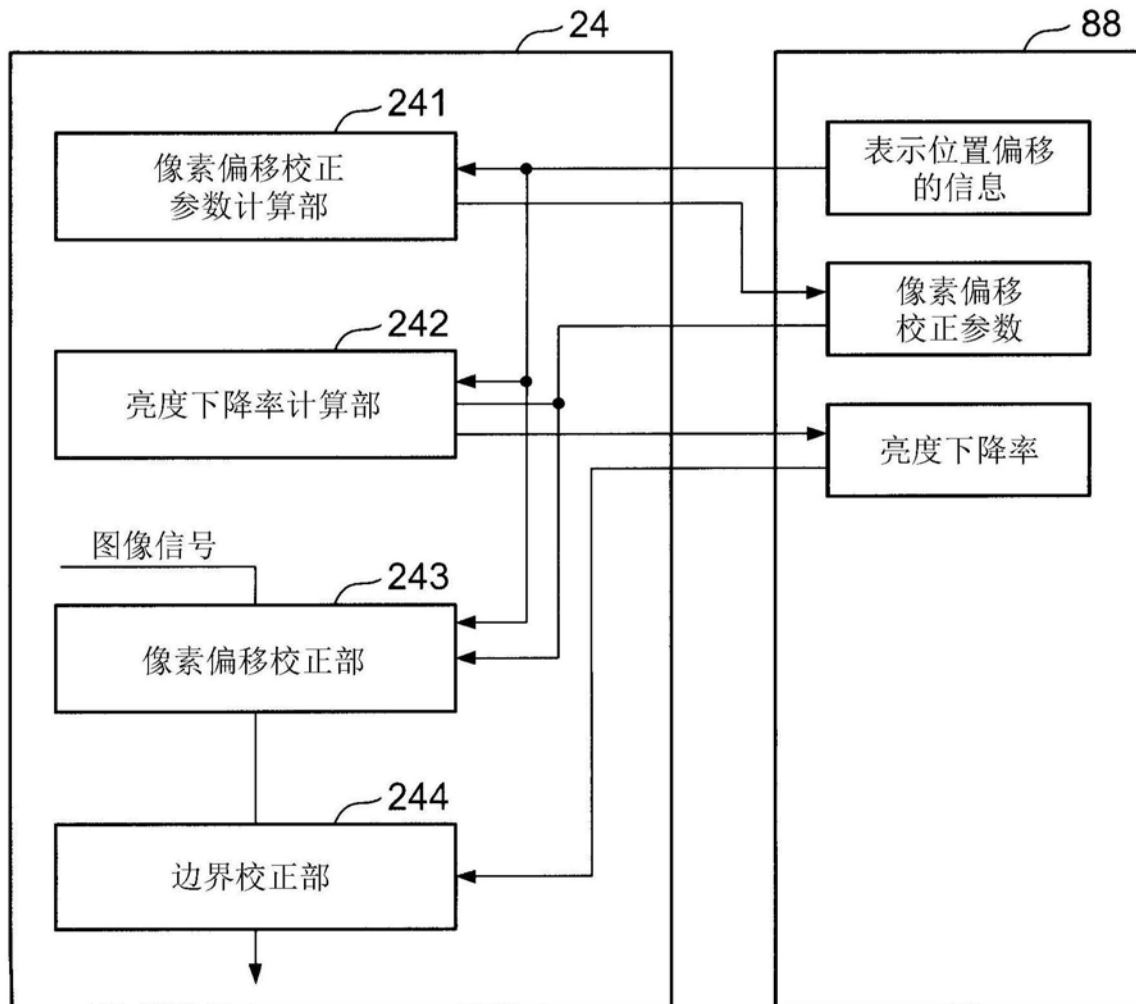 24
88
241
像素偏移校正
参数计算部
表示位置偏移
的信息
像素偏移
校正参数
242
亮度下降率计算部
亮度下降率
图像信号
243
像素偏移校正部
244
边界校正部